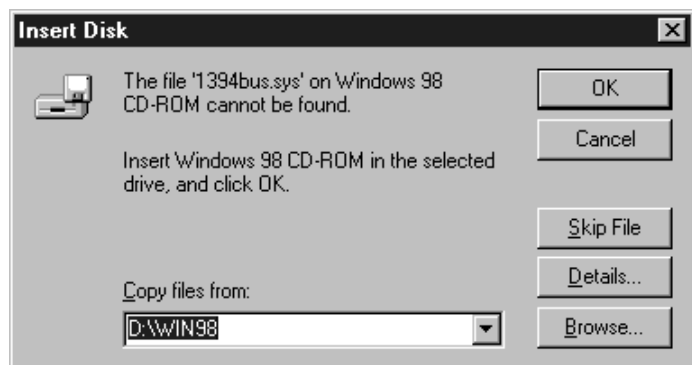 Insert Disk
The file '1394bus.sys' on Windows 98
CD-ROM cannot be found.
Insert Windows 98 CD-ROM in the selected
drive, and click OK.
Copy files from:
D:\WIN98
OK
Cancel
Skip File
Details...
Browse...